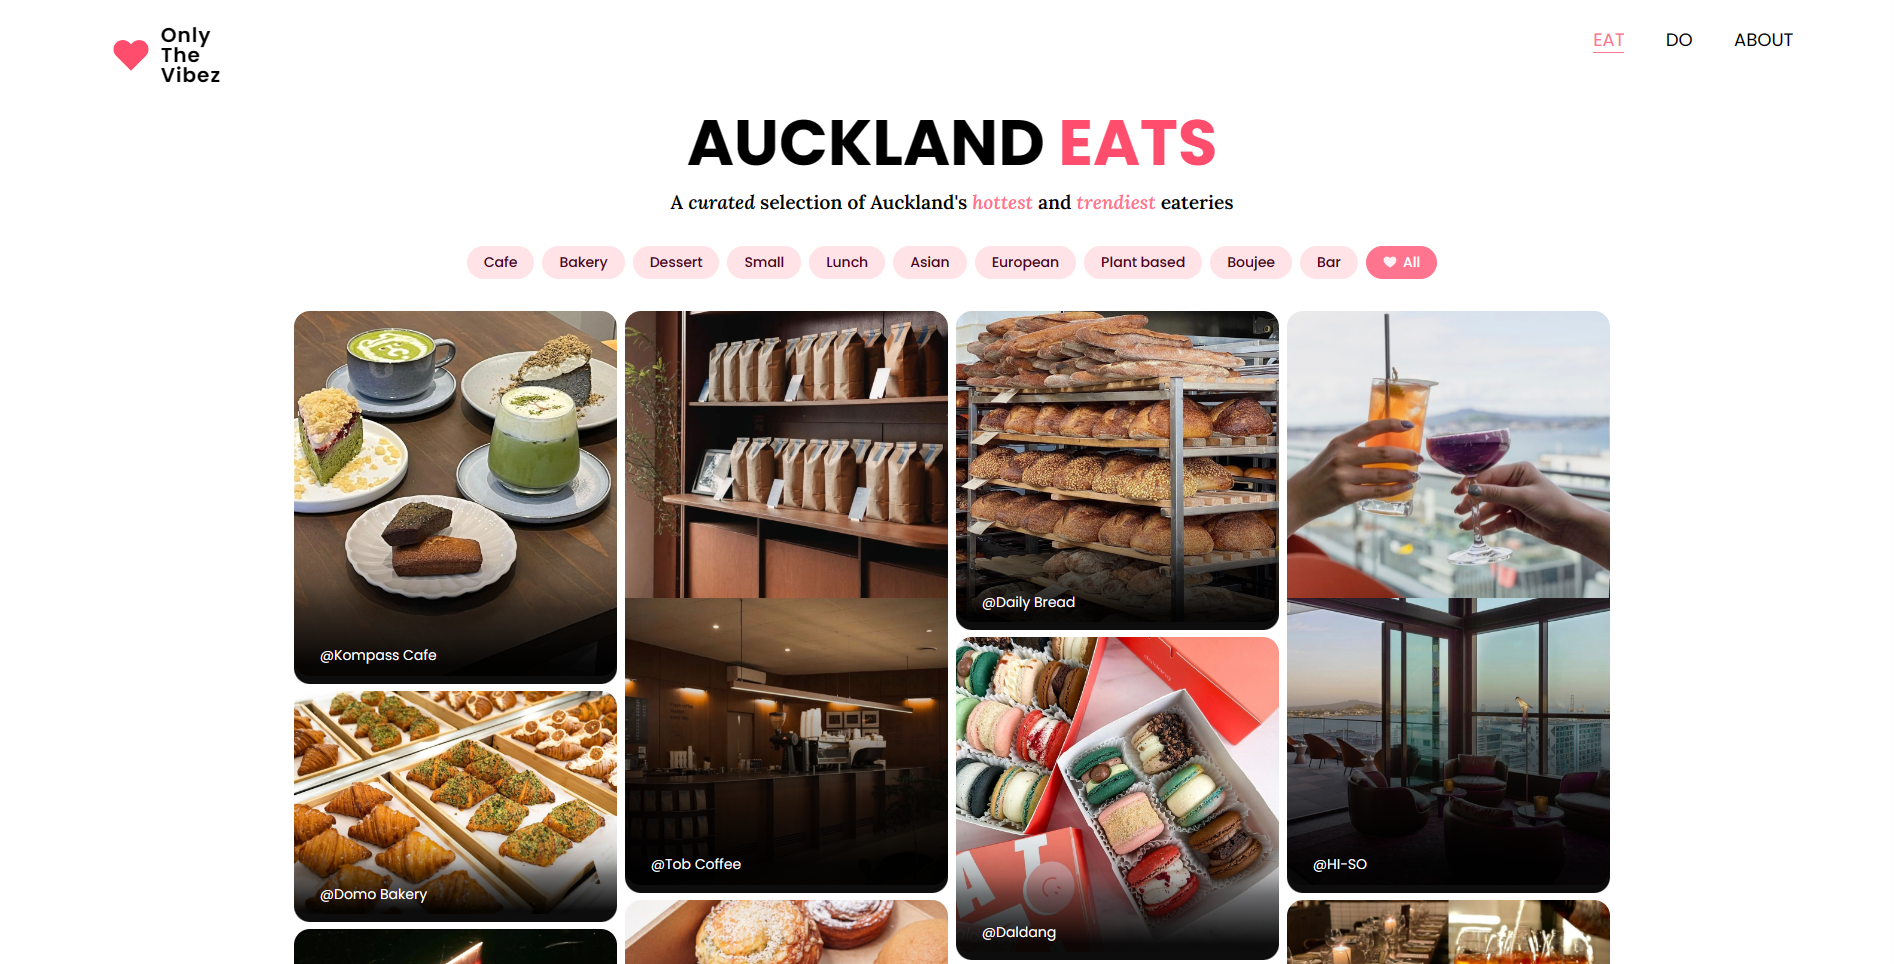 Only
The
Vibez
EAT
DO
ABOUT
AUCKLAND EATS
A curated selection of Auckland's hottest and trendiest eateries
Cafe
Bakery
Dessert
Small
Lunch
Asian
European
Plant based
Boujee
Bar
All
@Kompass Cafe
@Domo Bakery
@Tob Coffee
@Daily Bread
@Daldang
@HI-SO